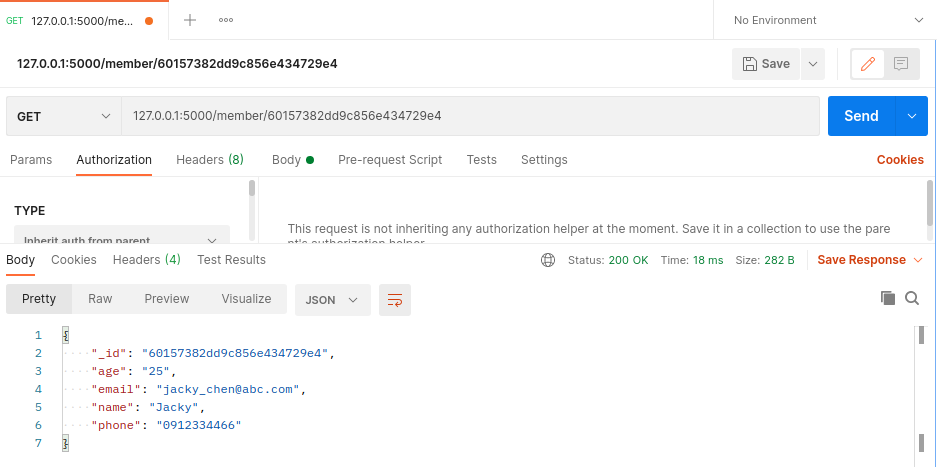 GET 127.0.0.1:5000/me... No Environment
127.0.0.1:5000/member/60157382dd9c856e434729e4 Save
GET 127.0.0.1:5000/member/60157382dd9c856e434729e4 Send
Params Authorization Headers (8) Body Pre-request Script Tests Settings Cookies
TYPE
Inherit auth from parent
This request is not inheriting any authorization helper at the moment. Save it in a collection to use the pare
nt's authorization helper.
Body Cookies Headers (4) Test Results Status: 200 OK Time: 18 ms Size: 282 B Save Response
Pretty Raw Preview Visualize JSON
1 {
2 "_id": "60157382dd9c856e434729e4",
3 "age": "25",
4 "email": "jacky_chen@abc.com",
5 "name": "Jacky",
6 "phone": "0912334466"
7 }